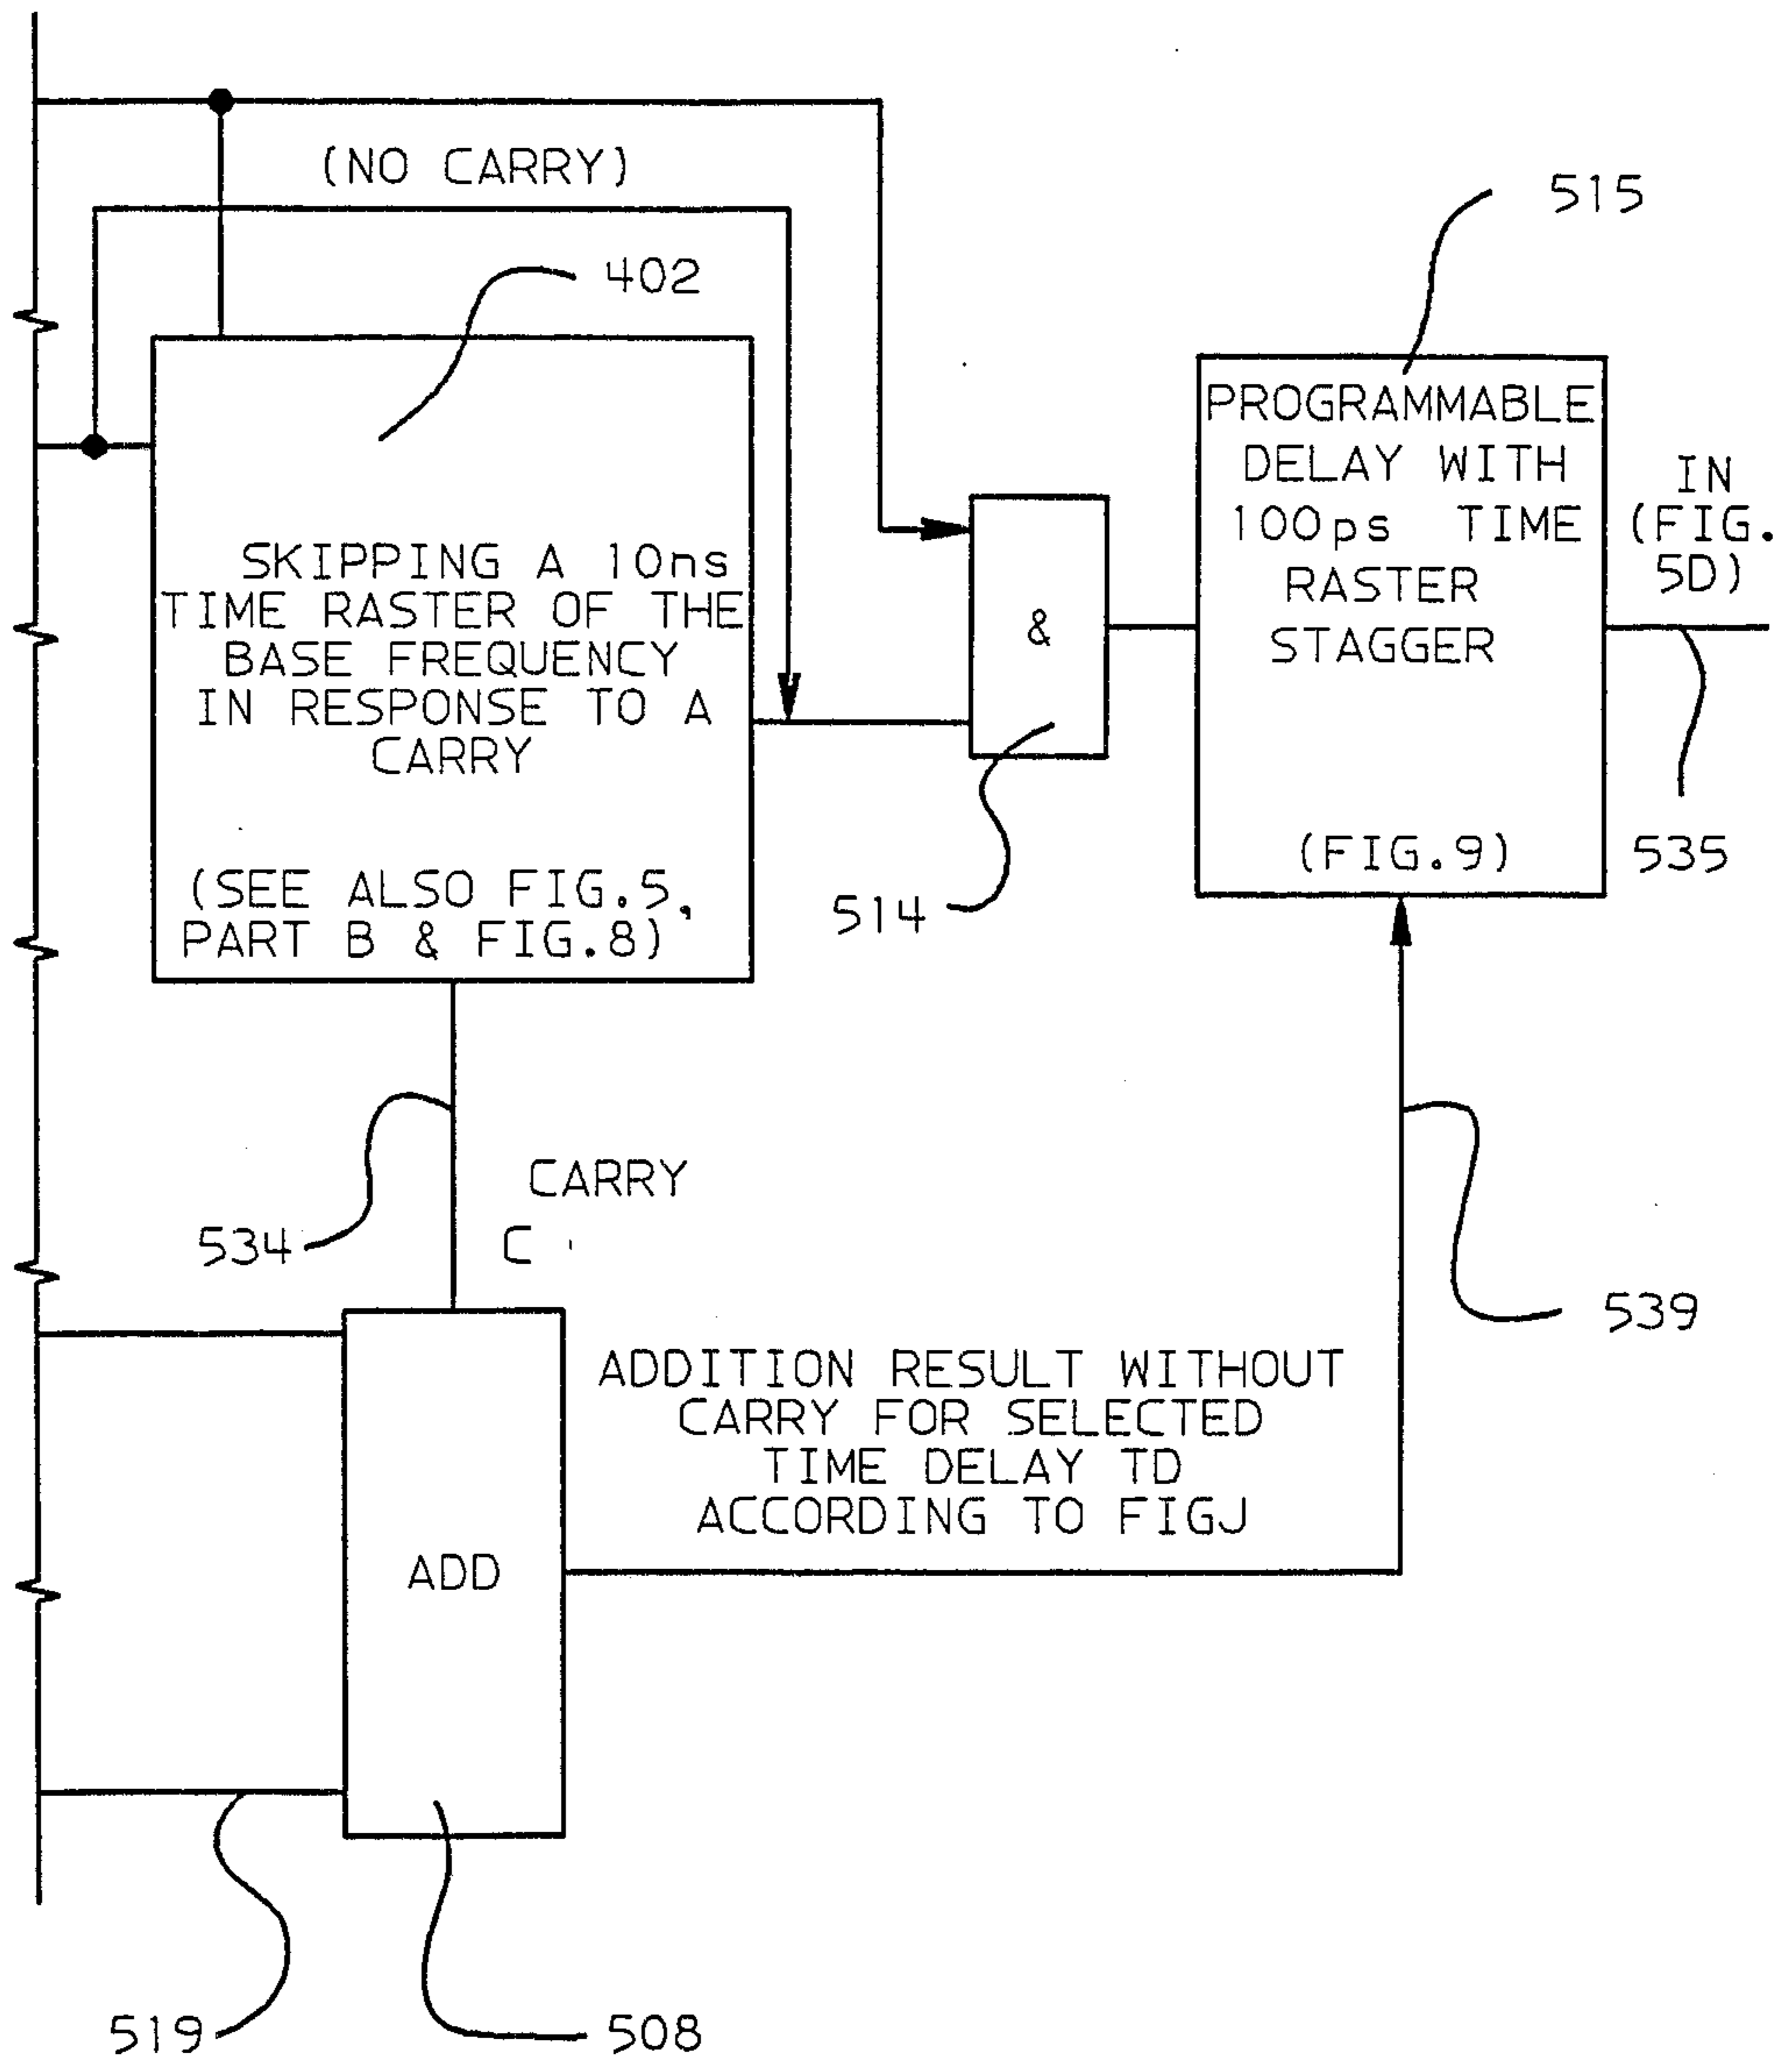 (NO CARRY)
402
515
SKIPPING A 10ns
TIME RASTER OF THE
BASE FREQUENCY
IN RESPONSE TO A
CARRY
(SEE ALSO FIG.5,
PART B & FIG.8)
&
514
PROGRAMMABLE
DELAY WITH
100ps TIME
RASTER
STAGGER
(FIG.9)
IN
(FIG.
5D)
535
534
CARRY
C
539
ADDITION RESULT WITHOUT
CARRY FOR SELECTED
TIME DELAY TD
ACCORDING TO FIGJ
ADD
519
508